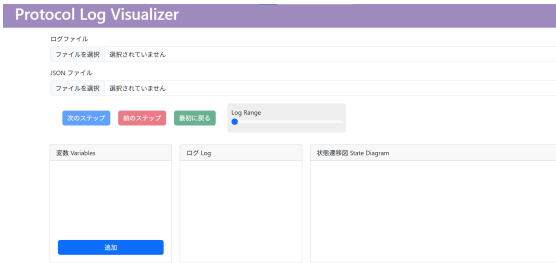 Protocol Log Visualizer
ログファイル
ファイルを選択 選択されていません
JSON ファイル
ファイルを選択 選択されていません
次のステップ 前のステップ 最初に戻る Log Range
変数 Variables ログ Log 状態遷移図 State Diagram
追加